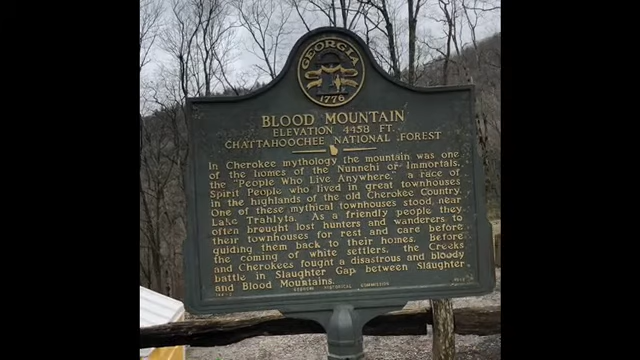 GEORGIA
1776
BLOOD MOUNTAIN
ELEVATION 4458 FT.
CHATTAHOOCHEE NATIONAL FOREST
In Cherokee mythology the mountain was one
of the homes of the Nunnehi or Immortals,
the "People Who Live Anywhere," a race of
Spirit People who lived in great townhouses
in the highlands of the old Cherokee Country.
One of these mythical townhouses stood near
Lake Trahlyta. As a friendly people they
often brought lost hunters and wanderers to
their townhouses for rest and care before
guiding them back to their homes. Before
the coming of white settlers, the Creeks
and Cherokees fought a disastrous and bloody
battle in Slaughter Gap between Slaughter
and Blood Mountains.
GEORGIA HISTORICAL COMMISSION